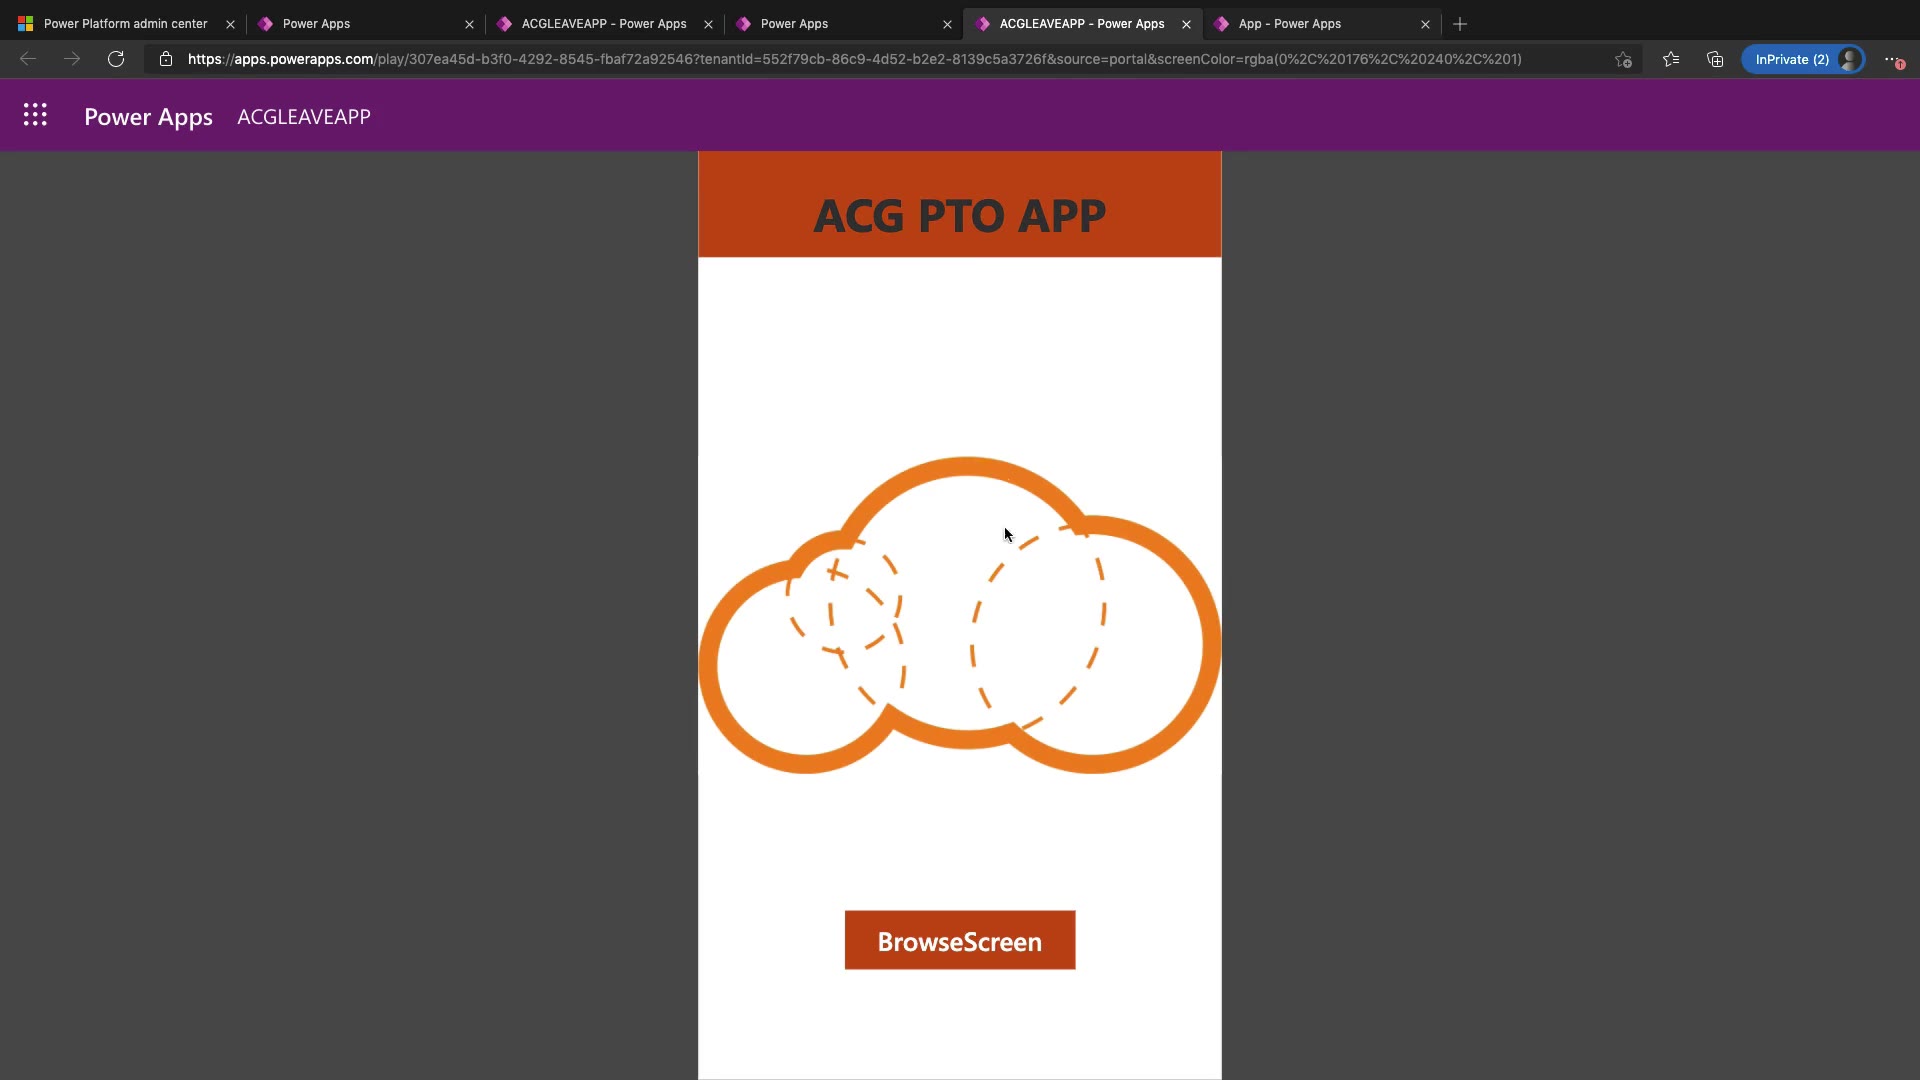 Power Platform admin center
Power Apps
ACGLEAVEAPP - Power Apps
Power Apps
ACGLEAVEAPP - Power Apps
App - Power Apps
https://apps.powerapps.com/play/307ea45d-b3f0-4292-8545-fbaf72a92546?tenantId=552f79cb-86c9-4d52-b2e2-8139c5a3726f&source=portal&screenColor=rgba(0%2C%20176%2C%20240%2C%201)
InPrivate (2)
Power Apps ACGLEAVEAPP
ACG PTO APP
BrowseScreen